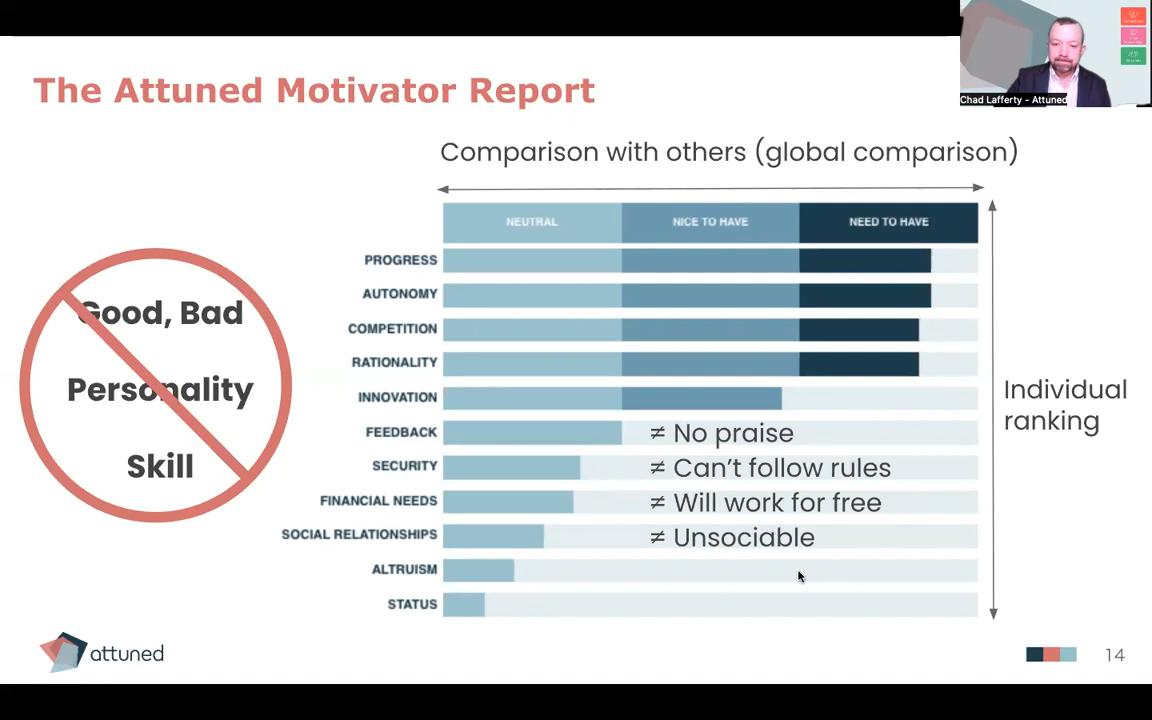 The Attuned Motivator Report
Chad Lafferty - Attuned
Comparison with others (global comparison)
NEUTRAL NICE TO HAVE NEED TO HAVE
PROGRESS
AUTONOMY
COMPETITION
RATIONALITY
INNOVATION
FEEDBACK ≠ No praise
SECURITY ≠ Can't follow rules
FINANCIAL NEEDS ≠ Will work for free
SOCIAL RELATIONSHIPS ≠ Unsociable
ALTRUISM
STATUS
Good, Bad
Personality
Skill
Individual
ranking
attuned
14